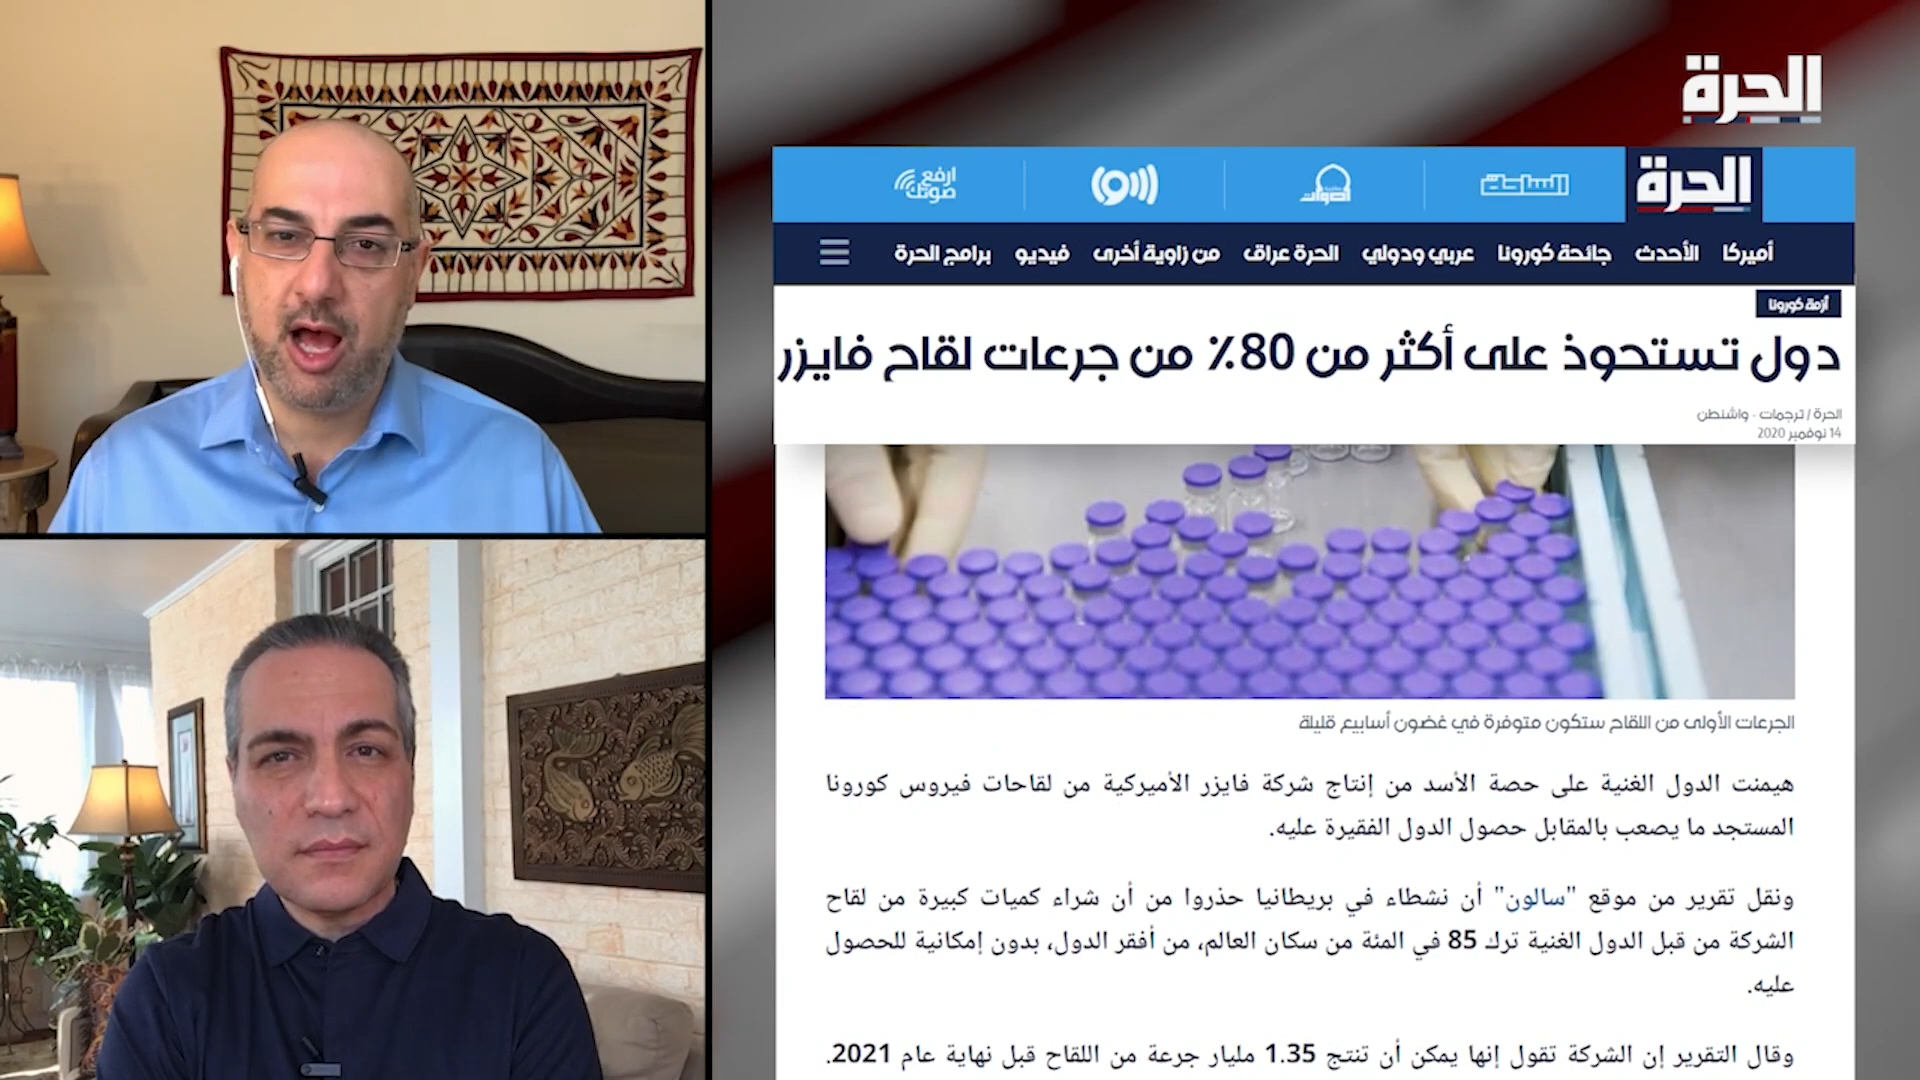 الحرة
الحرة
الساحة
أصوات
ارفع صوتك
أميركا
الأحدث
جائحة كورونا
عربي ودولي
الحرة عراق
من زاوية أخرى
فيديو
برامج الحرة
أزمة كورونا
دول تستحوذ على أكثر من 80٪ من جرعات لقاح فايزر
الحرة / ترجمات - واشنطن
14 نوفمبر 2020
الجرعات الأولى من اللقاح ستكون متوفرة في غضون أسابيع قليلة
هيمنت الدول الغنية على حصة الأسد من إنتاج شركة فايزر الأميركية من لقاحات فيروس كورونا
المستجد ما يصعب بالمقابل حصول الدول الفقيرة عليه.
ونقل تقرير من موقع "سالون" أن نشطاء في بريطانيا حذروا من أن شراء كميات كبيرة من لقاح
الشركة من قبل الدول الغنية ترك 85 في المئة من سكان العالم، من أفقر الدول، بدون إمكانية للحصول
عليه.
وقال التقرير إن الشركة تقول إنها يمكن أن تنتج 1.35 مليار جرعة من اللقاح قبل نهاية عام 2021.